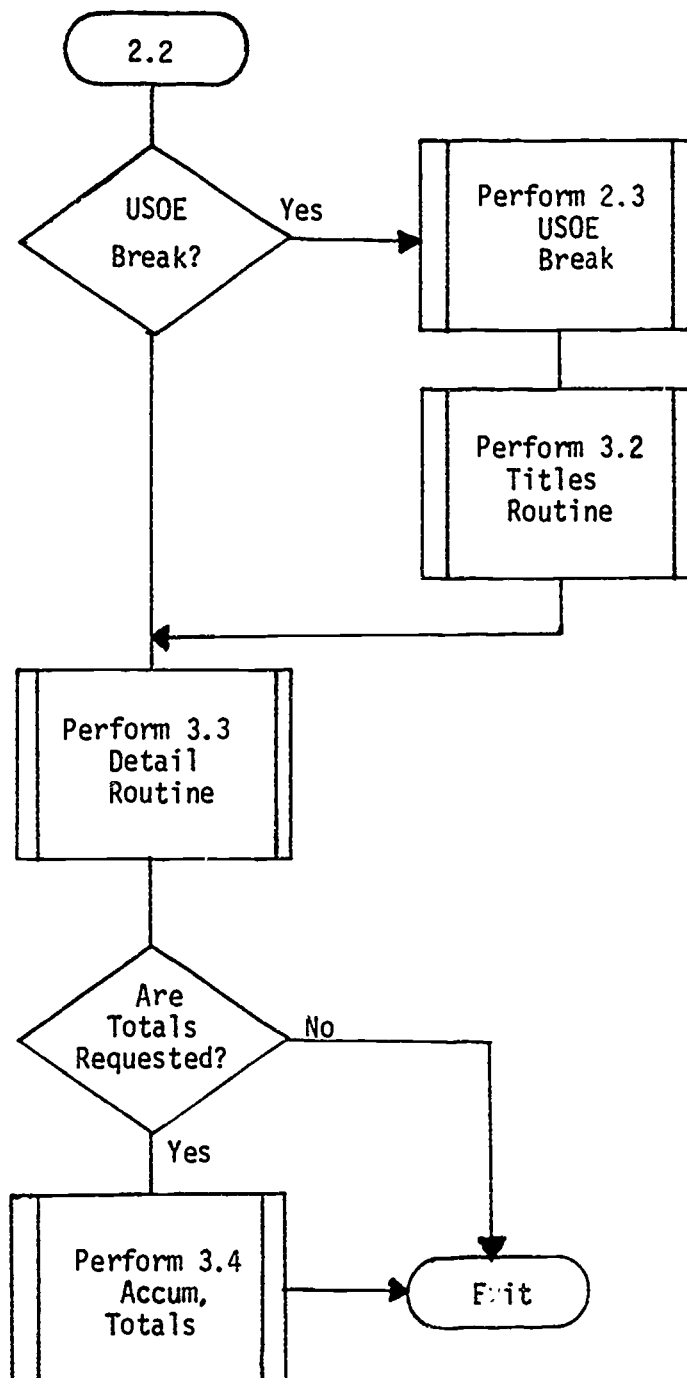 2.2
USOE
Break?
Yes
Perform 2.3
USOE
Break
Perform 3.2
Titles
Routine
Perform 3.3
Detail
Routine
Are
Totals
Requested?
No
Yes
Perform 3.4
Accum,
Totals
Exit